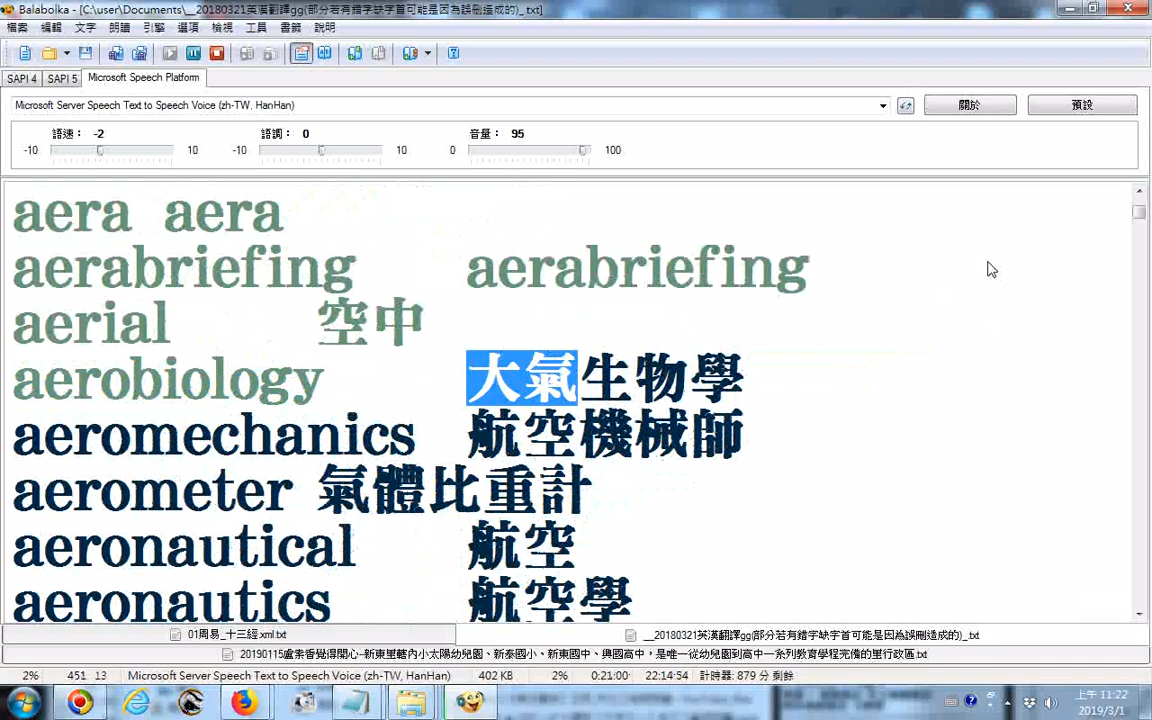 Balabolka - [C:\user\Documents\__20180321英漢翻譯gg(部分若有錯字缺字首可能是因為誤刪造成的)_.txt]
檔案 編輯 文字 朗讀 引擎 選項 檢視 工具 書籤 說明
SAPI 4 SAPI 5 Microsoft Speech Platform
Microsoft Server Speech Text to Speech Voice (zh-TW, HanHan) 關於 預設
語速： -2 語調： 0 音量： 95
-10 10 -10 10 0 100
aera aera
aerabriefing aerabriefing
aerial 空中
aerobiology 大氣生物學
aeromechanics 航空機械師
aerometer 氣體比重計
aeronautical 航空
aeronautics 航空學
01周易_十三經.xml.txt __20180321英漢翻譯gg(部分若有錯字缺字首可能是因為誤刪造成的)_.txt
20190115盧素香覺得開心-新東里轄內小太陽幼兒園、新泰國小、新東國中、興國高中，是唯一從幼兒園到高中一系列教育學程完備的里行政區.txt
2% 451 13 Microsoft Server Speech Text to Speech Voice (zh-TW, HanHan) 402 KB 2% 0:21:00 22:14:54 計時器: 879 分 剩餘
上午 11:22
2019/3/1